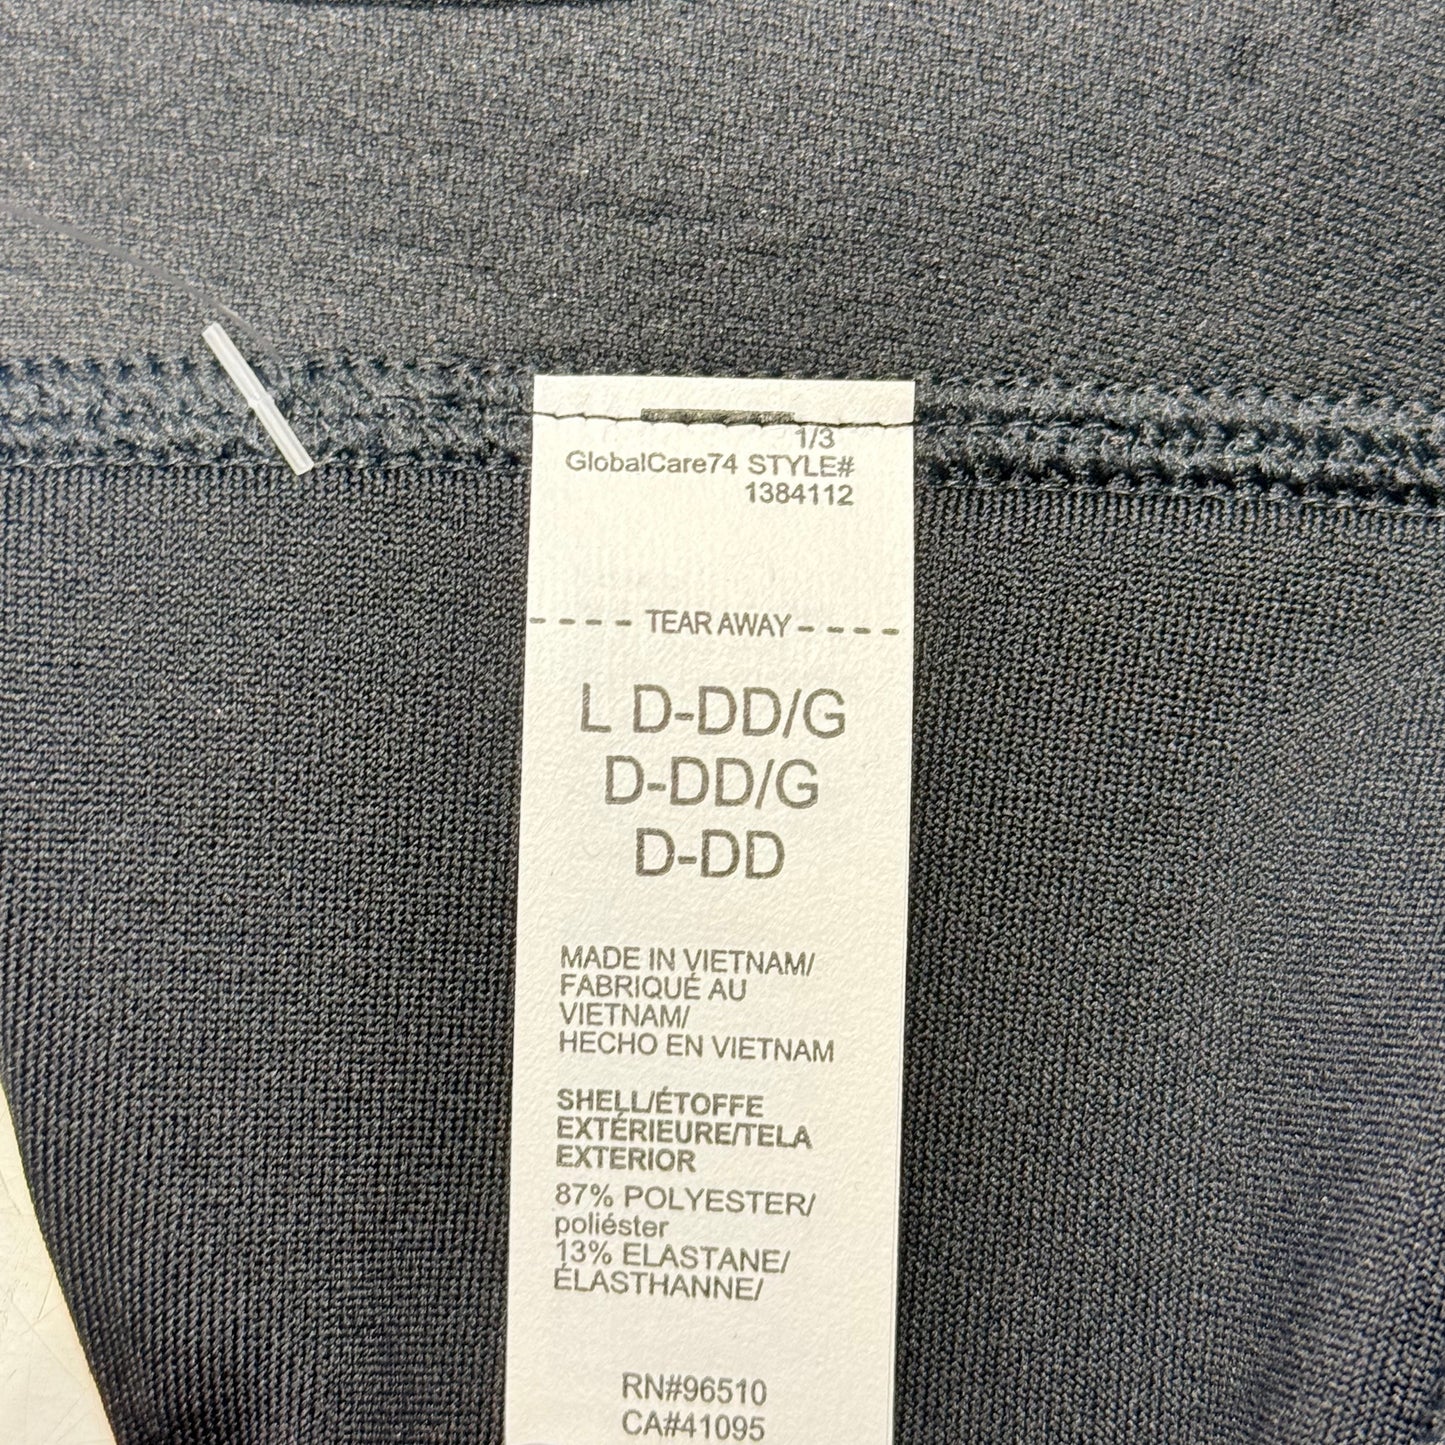 1/3
GlobalCare74 STYLE#
1384112
- - - - TEAR AWAY - - - -
L D-DD/G
D-DD/G
D-DD
MADE IN VIETNAM/
FABRIQUÉ AU
VIETNAM/
HECHO EN VIETNAM
SHELL/ÉTOFFE
EXTÉRIEURE/TELA
EXTERIOR
87% POLYESTER/
poliéster
13% ELASTANE/
ÉLASTHANNE/
RN#96510
CA#41095